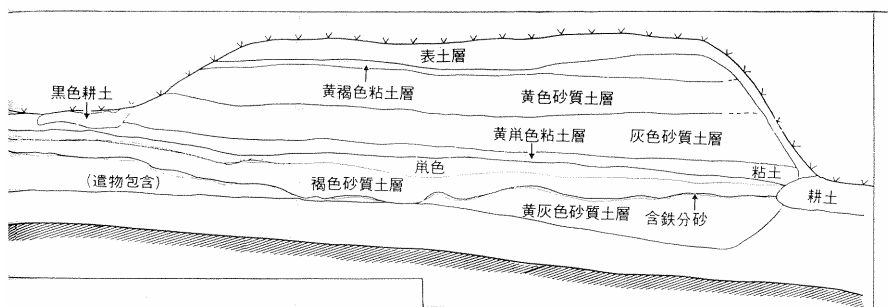 表土層
黒色耕土
黄褐色粘土層
黄色砂質土層
黄㡡色粘土層
灰色砂質土層
㡡色
粘土
(遺物包含)
褐色砂質土層
黄灰色砂質土層
含鉄分砂
耕土